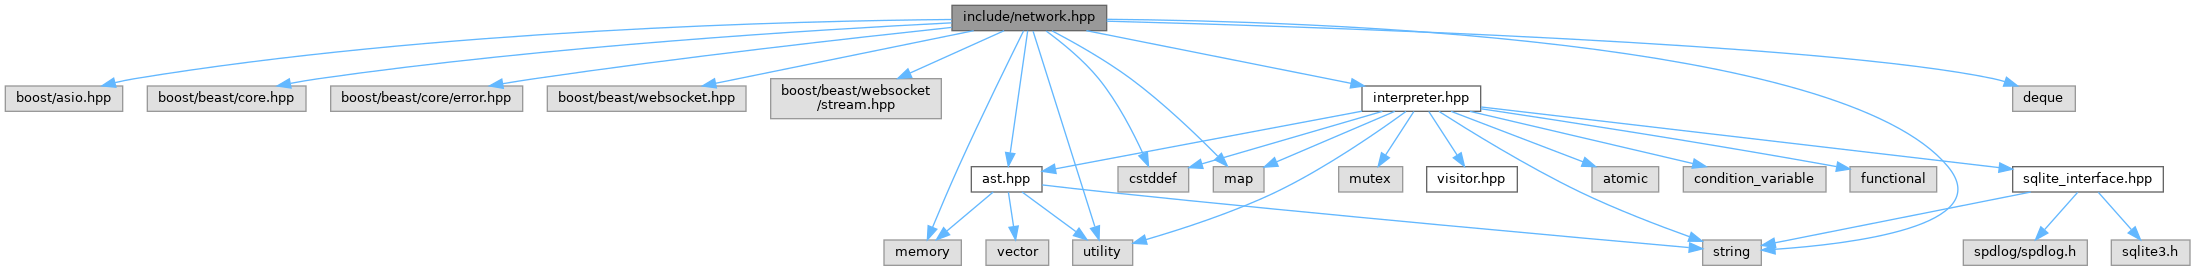 include/network.hpp
boost/asio.hpp
boost/beast/core.hpp
boost/beast/core/error.hpp
boost/beast/websocket.hpp
boost/beast/websocket
/stream.hpp
interpreter.hpp
deque
ast.hpp
cstddef
map
mutex
visitor.hpp
atomic
condition_variable
functional
sqlite_interface.hpp
memory
vector
utility
string
spdlog/spdlog.h
sqlite3.h